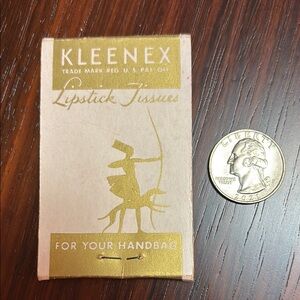 KLEENEX
TRADE MARK REG. U.S. PAT. OFF.
Lipstick Tissues
FOR YOUR HANDBAG
LIBERTY